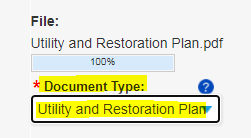 File:
Utility and Restoration Plan.pdf
100%
* Document Type: ?
Utility and Restoration Plan